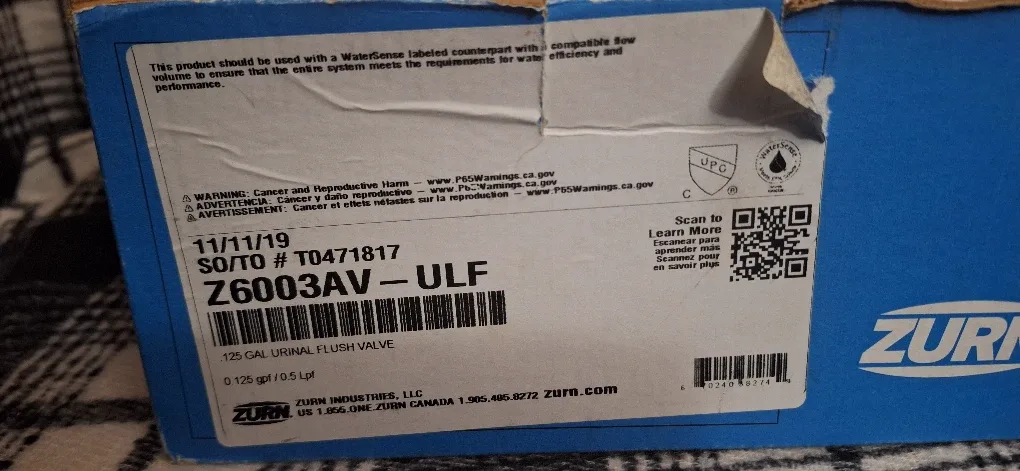 This product should be used with a WaterSense labeled counterpart with a compatible flow
volume to ensure that the entire system meets the requirements for water efficiency and
performance.
UPC
C ®
WaterSense
⚠ WARNING: Cancer and Reproductive Harm – www.P65Warnings.ca.gov
⚠ ADVERTENCIA: Cáncer y daño reproductivo – www.P65Warnings.ca.gov
⚠ AVERTISSEMENT: Cancer et effets néfastes sur la reproduction – www.P65Warnings.ca.gov
11/11/19
SO/TO # T0471817
Z6003AV–ULF
Scan to
Learn More
Escanear para
aprender más
Scannez pour
en savoir plus
.125 GAL URINAL FLUSH VALVE
0.125 gpf / 0.5 Lpf
ZURN
ZURN INDUSTRIES, LLC
US 1.855.ONE.ZURN CANADA 1.905.405.8272 zurn.com
ZURN